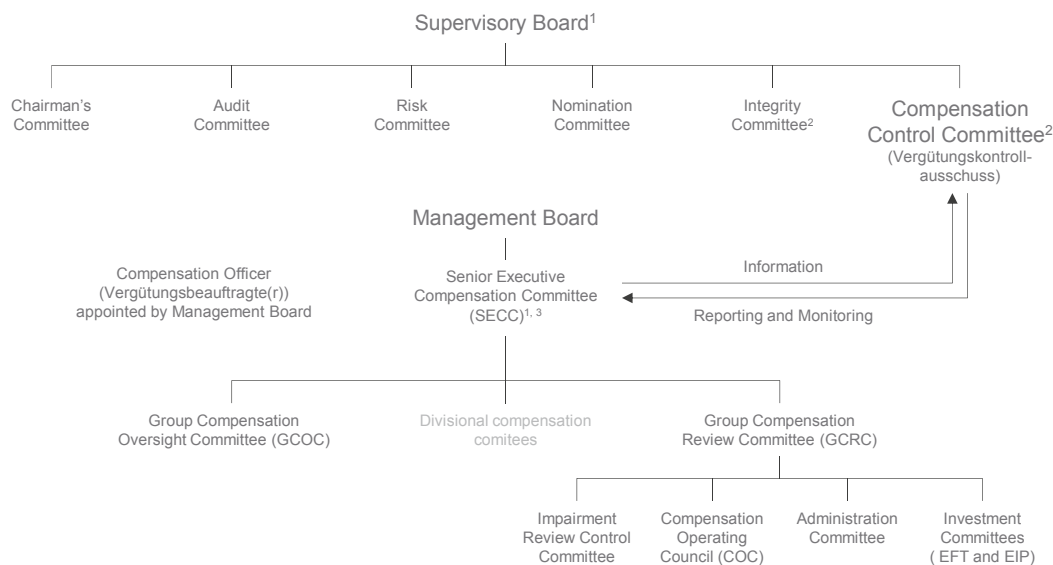 Supervisory Board1
Chairman's
Committee
Audit
Committee
Risk
Committee
Nomination
Committee
Integrity
Committee2
Compensation
Control Committee2
(Vergütungskontroll-
ausschuss)
Management Board
Compensation Officer
(Vergütungsbeauftragte(r))
appointed by Management Board
Senior Executive
Compensation Committee
(SECC)1, 3
Information
Reporting and Monitoring
Group Compensation
Oversight Committee (GCOC)
Divisional compensation
comitees
Group Compensation
Review Committee (GCRC)
Impairment
Review Control
Committee
Compensation
Operating
Council (COC)
Administration
Committee
Investment
Committees
( EFT and EIP)